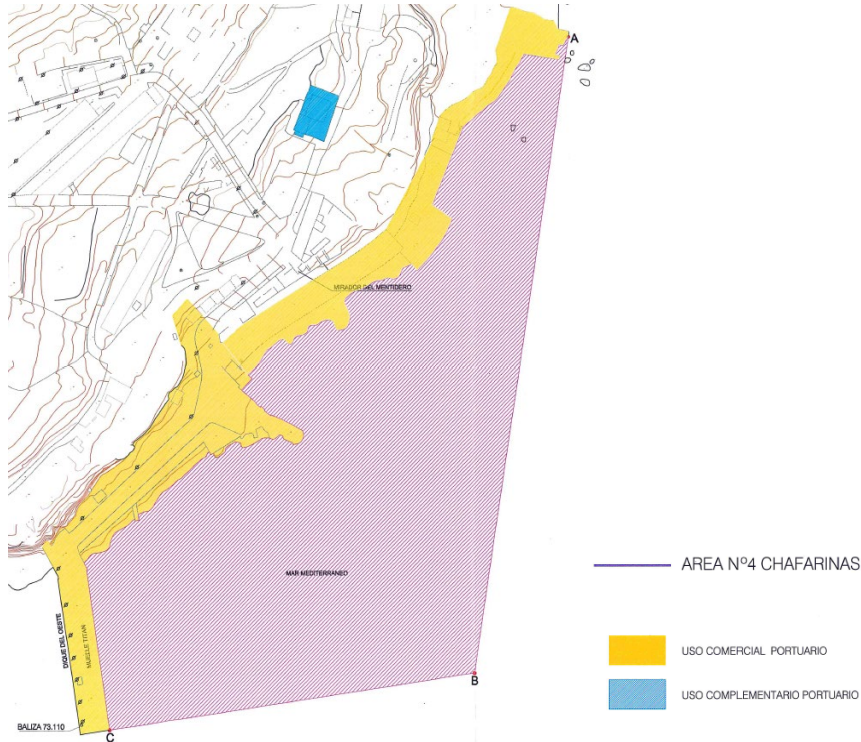 A
MIRADOR DEL MENTIDERO
MAR MEDITERRANEO
AREA Nº4 CHAFARINAS
DIQUE DEL OESTE
MUELLE TITAN
USO COMERCIAL PORTUARIO
B
USO COMPLEMENTARIO PORTUARIO
BALIZA 73.110
C